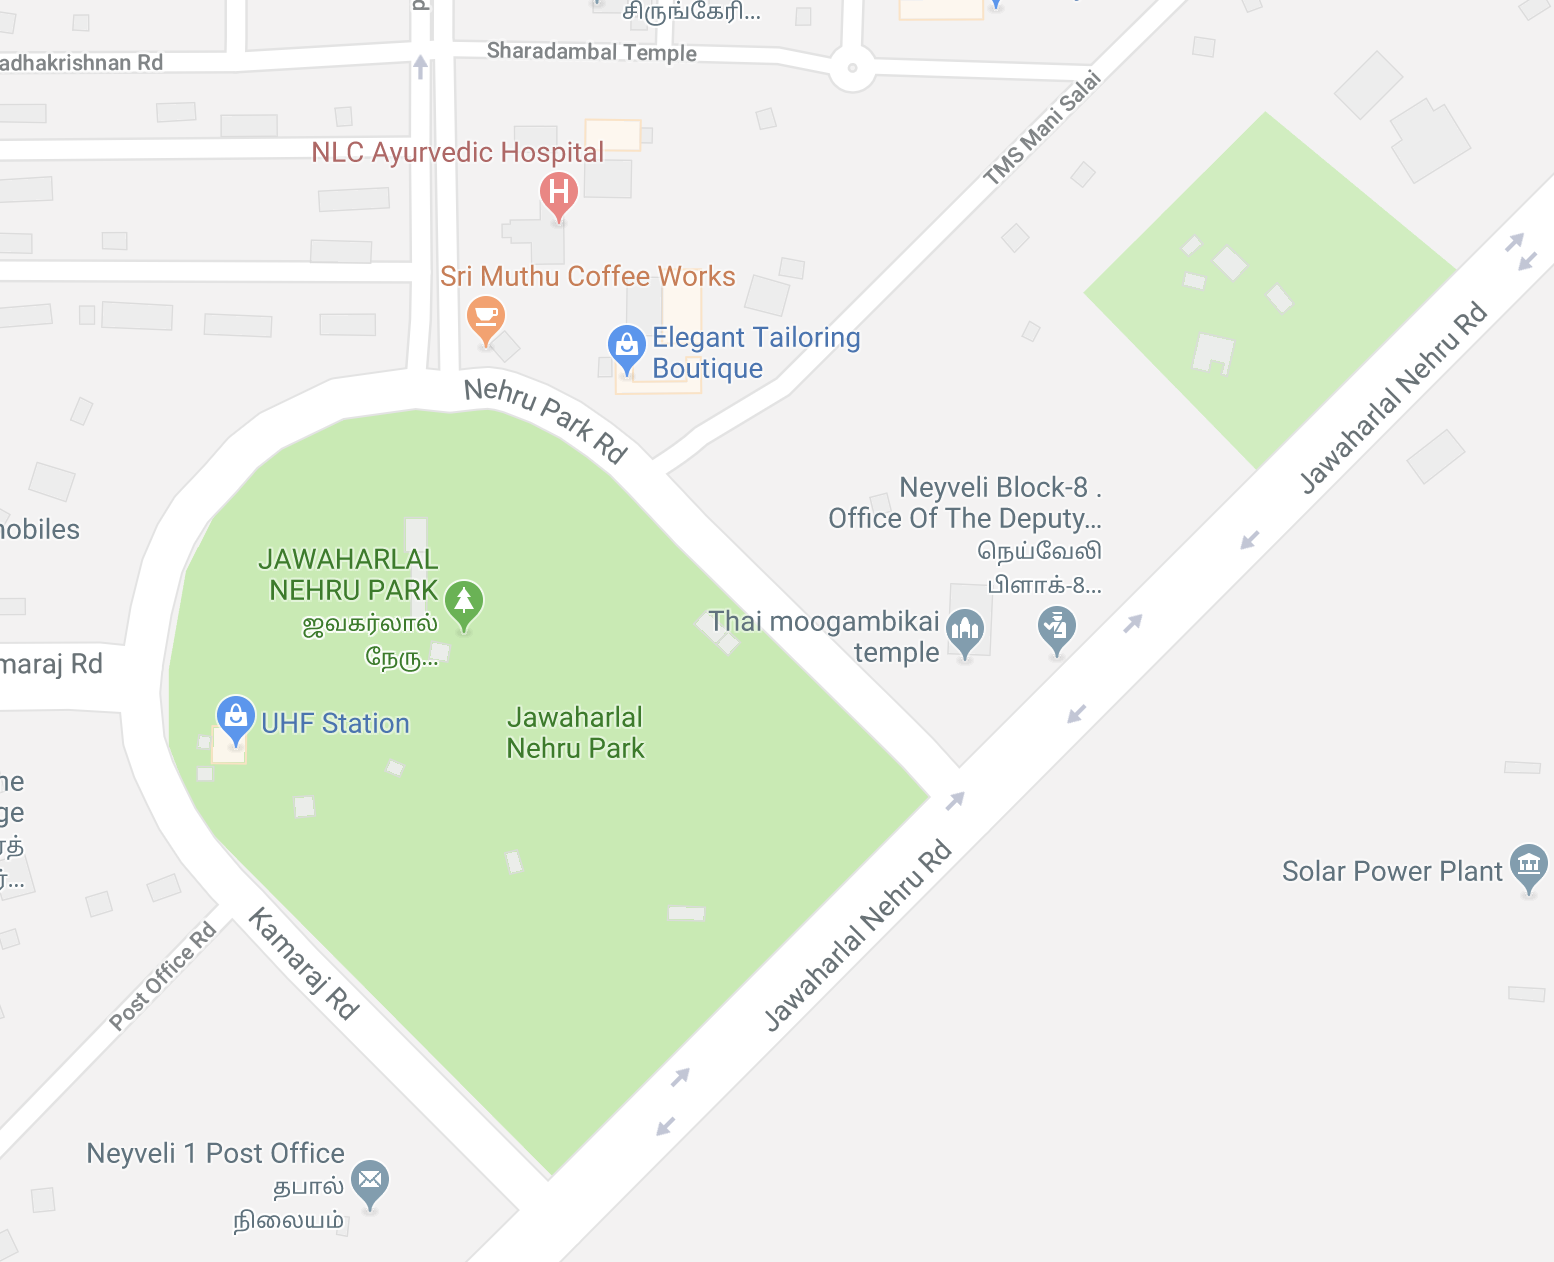 சிருங்கேரி...
Sharadambal Temple
adhakrishnan Rd
TMS Mani Salai
NLC Ayurvedic Hospital
H
Sri Muthu Coffee Works
Elegant Tailoring
Boutique
Nehru Park Rd
Jawaharlal Nehru Rd
Neyveli Block-8 .
Office Of The Deputy...
நெய்வேலி
பிளாக்-8...
nobiles
JAWAHARLAL
NEHRU PARK
ஜவகர்லால்
நேரு...
Thai moogambikai
temple
maraj Rd
UHF Station
Jawaharlal
Nehru Park
ne
ge
Solar Power Plant
Jawaharlal Nehru Rd
Kamaraj Rd
Post Office Rd
Neyveli 1 Post Office
தபால்
நிலையம்